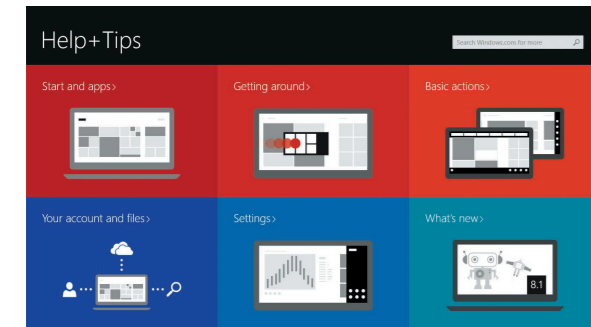 Help+Tips
Search Windows.com for more
Start and apps>
Getting around>
Basic actions>
Your account and files>
Settings>
What's new>
8.1